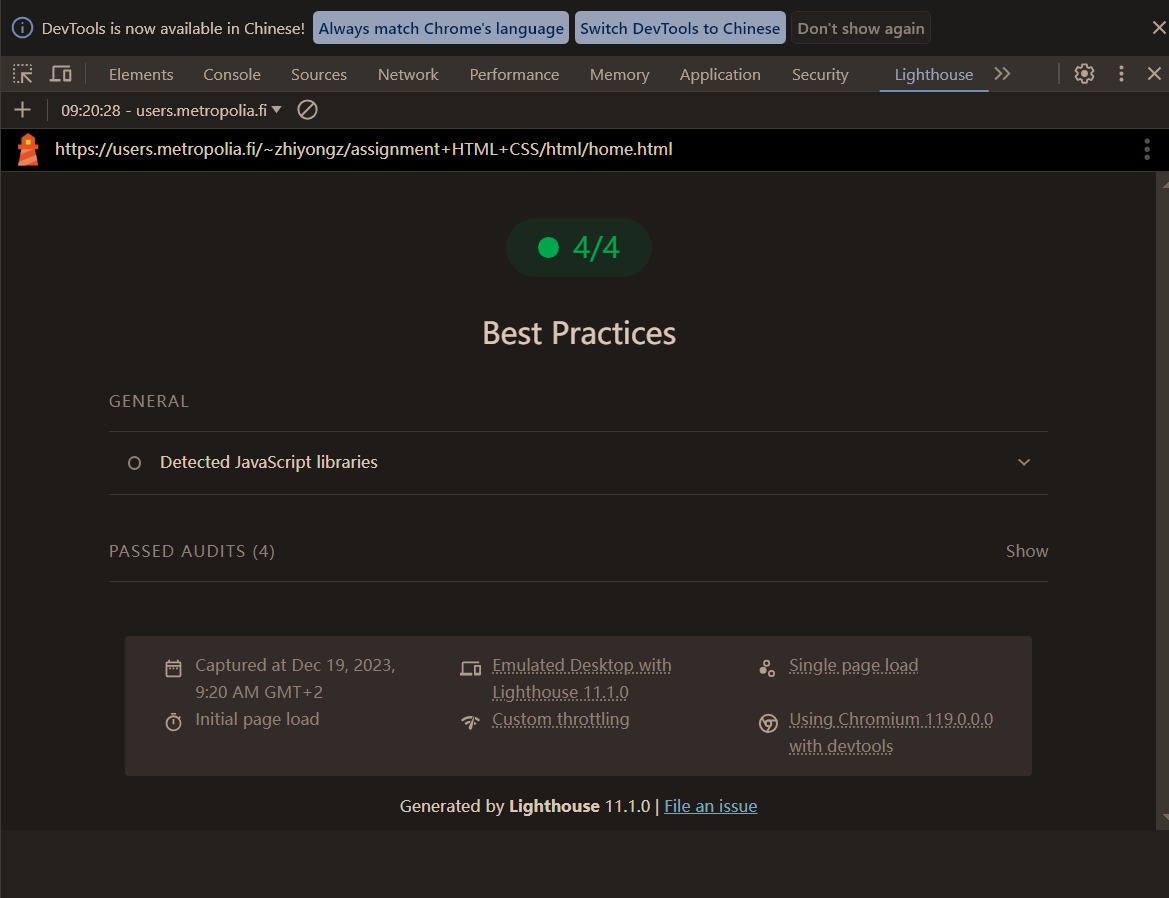 DevTools is now available in Chinese! Always match Chrome's language Switch DevTools to Chinese Don't show again
Elements Console Sources Network Performance Memory Application Security Lighthouse
09:20:28 - users.metropolia.fi
https://users.metropolia.fi/~zhiyongz/assignment+HTML+CSS/html/home.html
4/4
Best Practices
GENERAL
Detected JavaScript libraries
PASSED AUDITS (4) Show
Captured at Dec 19, 2023,
9:20 AM GMT+2
Emulated Desktop with
Lighthouse 11.1.0
Single page load
Initial page load
Custom throttling
Using Chromium 119.0.0.0
with devtools
Generated by Lighthouse 11.1.0 | File an issue